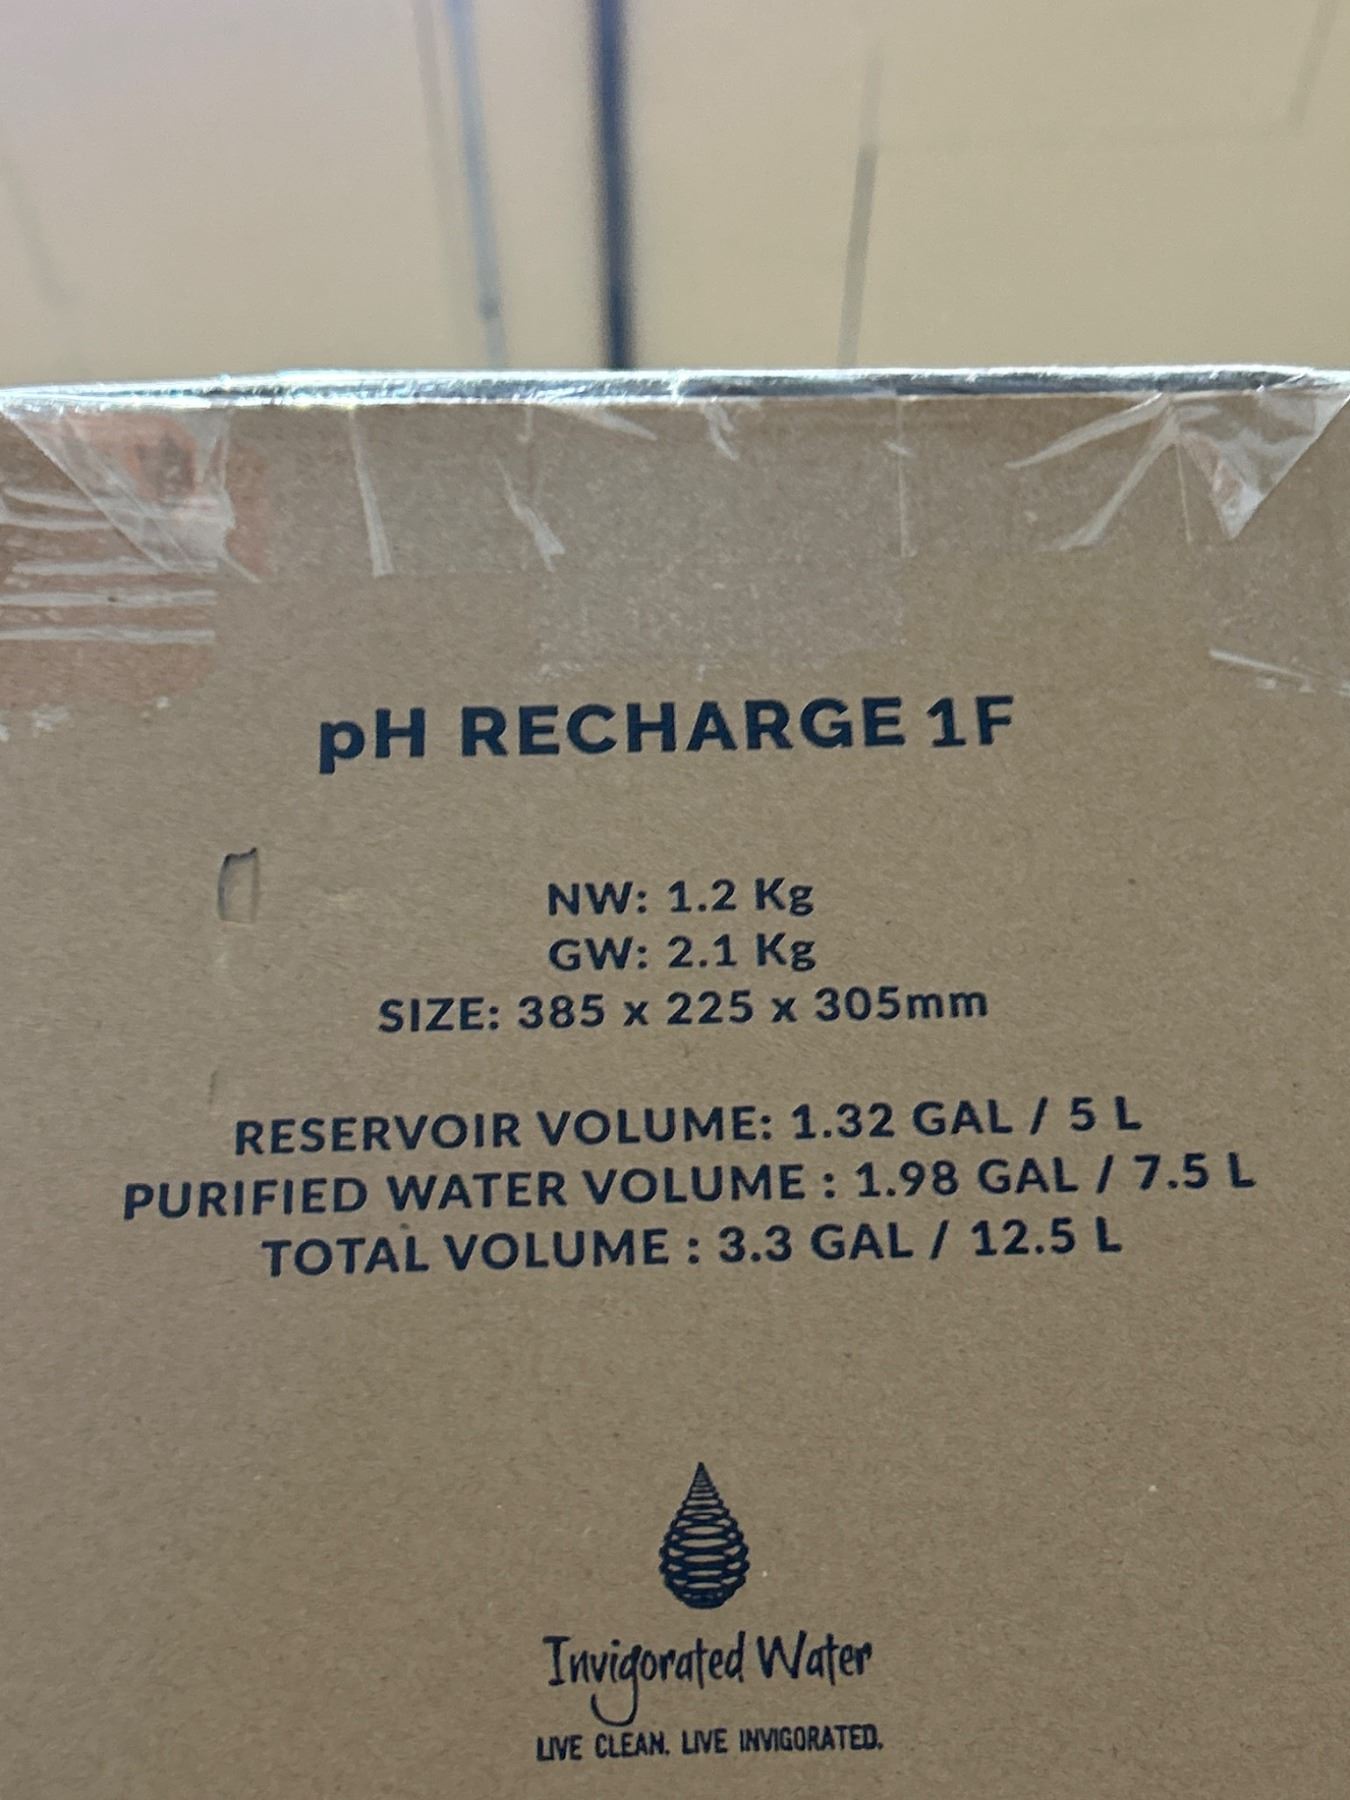 pH RECHARGE 1F
NW: 1.2 Kg
GW: 2.1 Kg
SIZE: 385 x 225 x 305mm
RESERVOIR VOLUME: 1.32 GAL / 5 L
PURIFIED WATER VOLUME : 1.98 GAL / 7.5 L
TOTAL VOLUME : 3.3 GAL / 12.5 L
Invigorated Water
LIVE CLEAN. LIVE INVIGORATED.